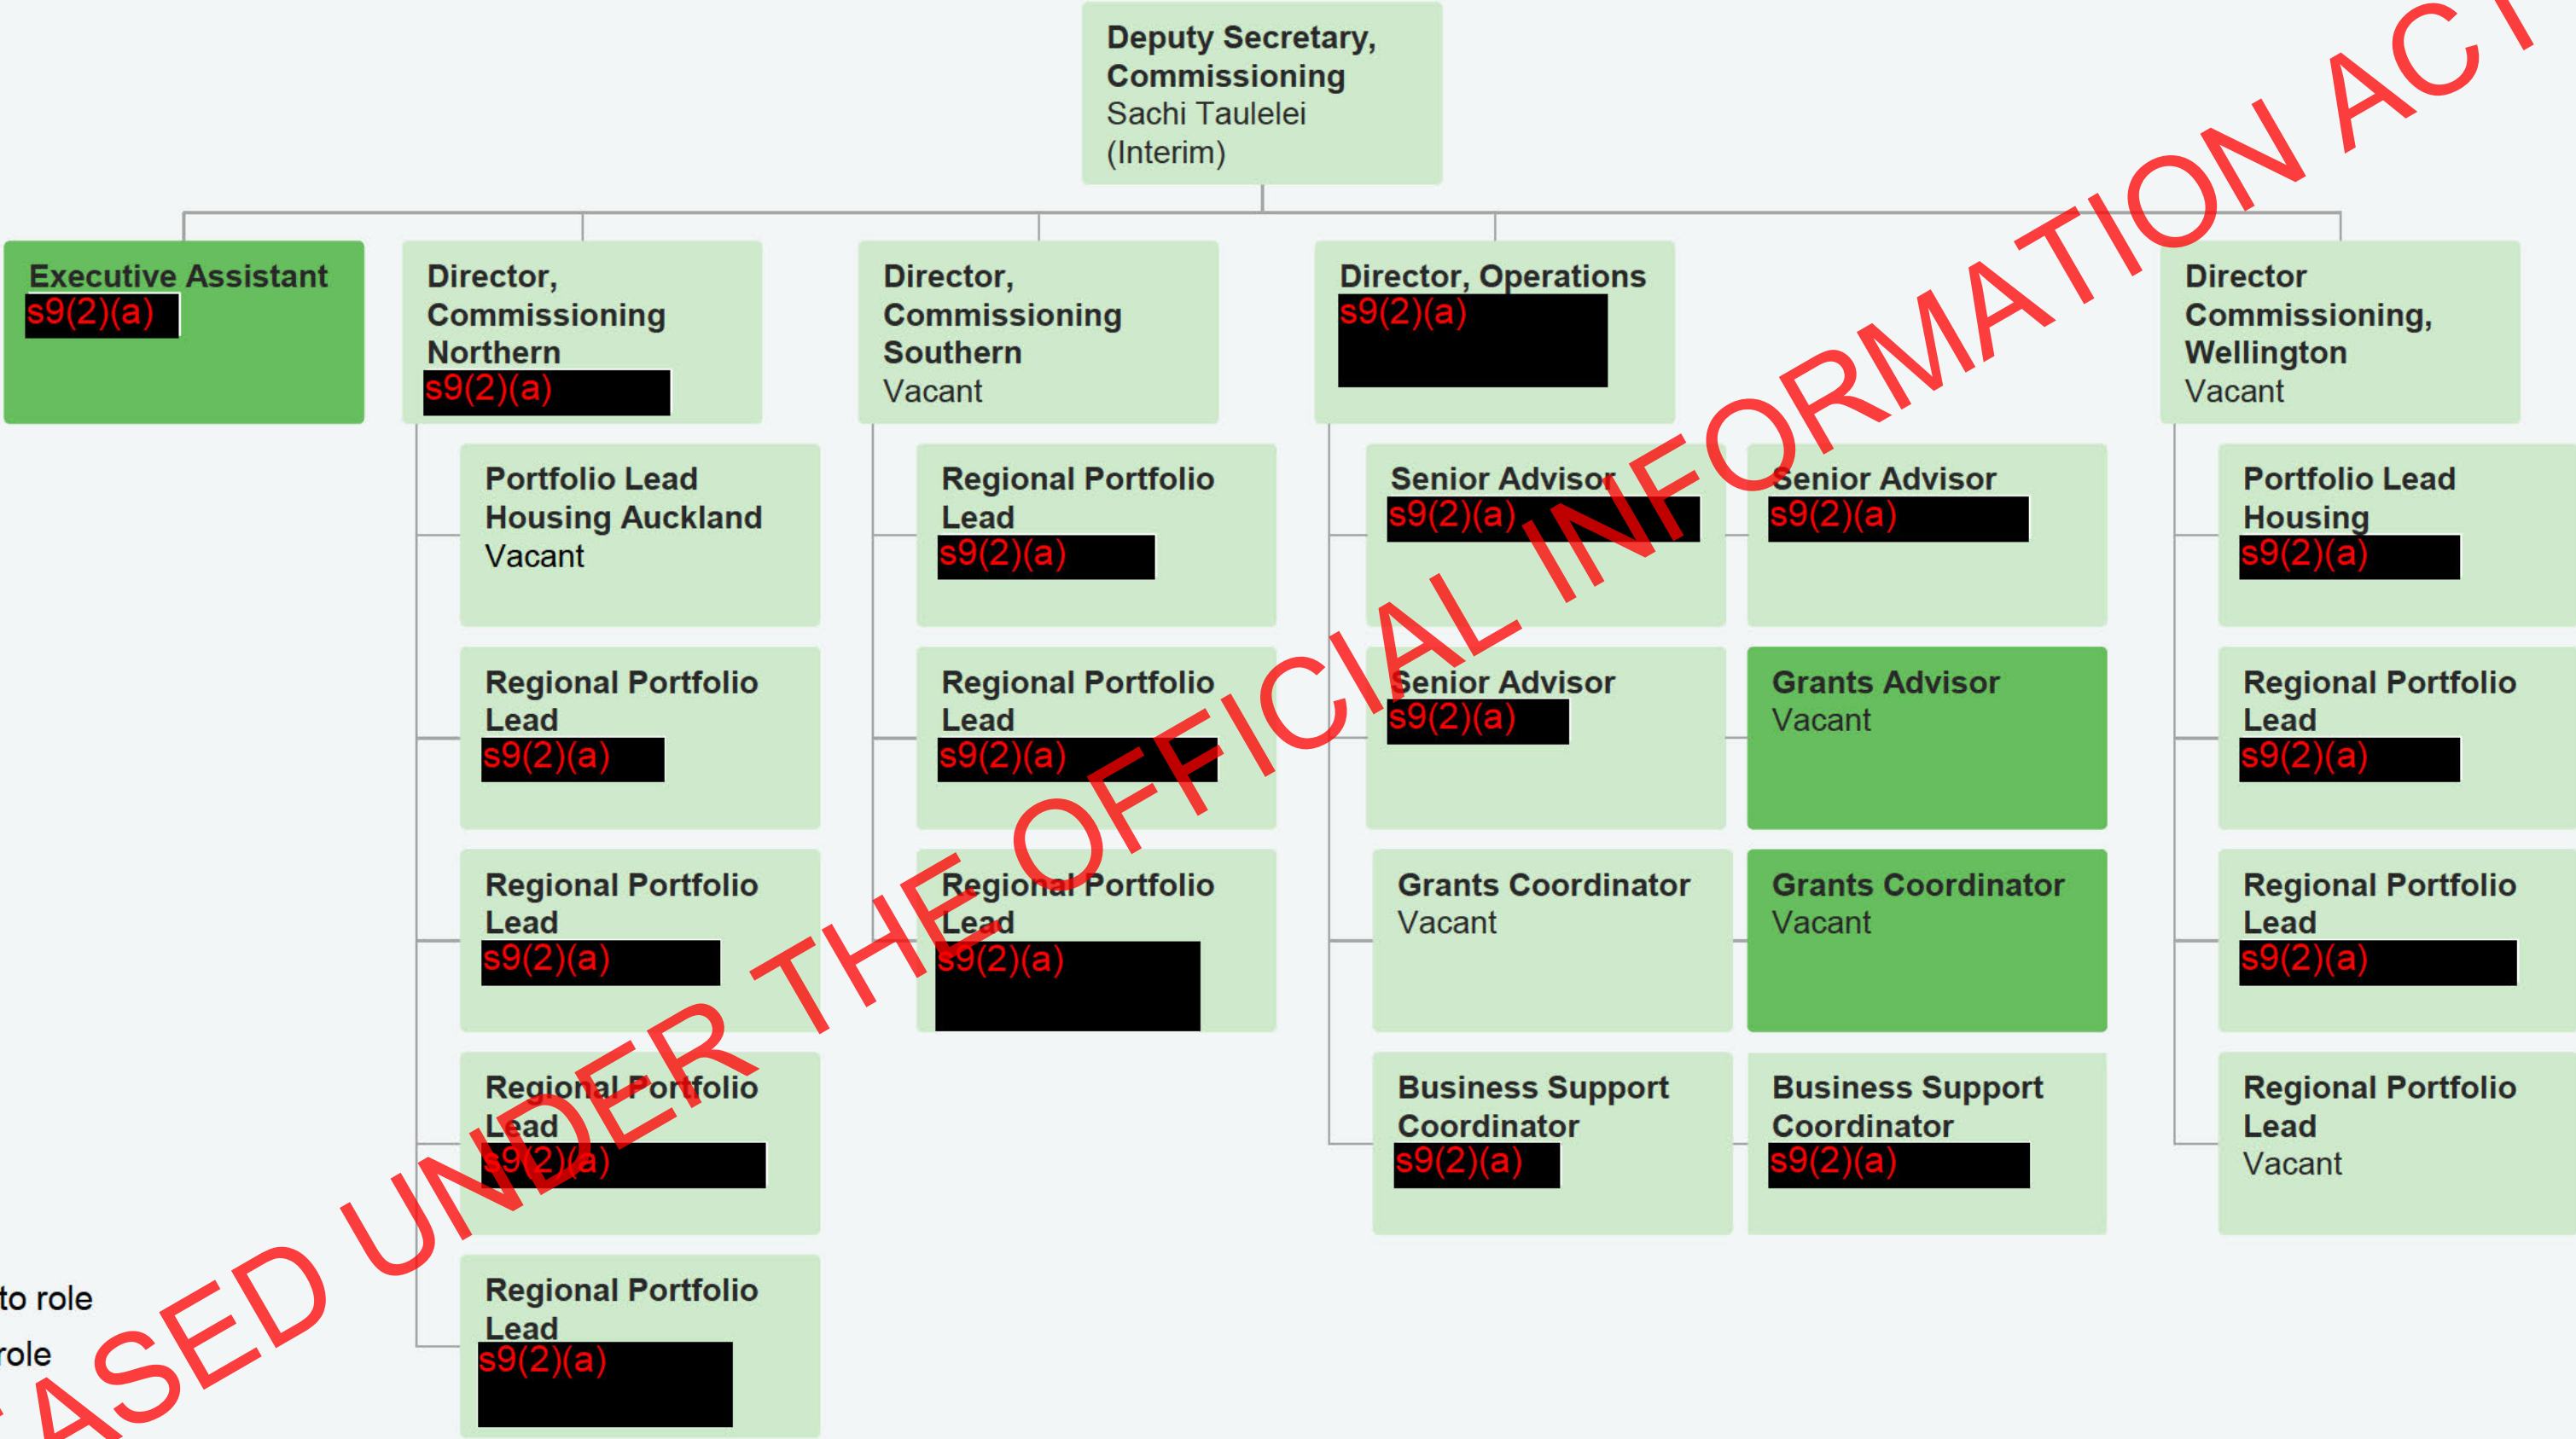 Deputy Secretary,
Commissioning
Sachi Taulelei
(Interim)
Executive Assistant
s9(2)(a)
Director,
Commissioning
Northern
s9(2)(a)
Director,
Commissioning
Southern
Vacant
Director, Operations
s9(2)(a)
Director
Commissioning,
Wellington
Vacant
Portfolio Lead
Housing Auckland
Vacant
Regional Portfolio
Lead
s9(2)(a)
Regional Portfolio
Lead
s9(2)(a)
Regional Portfolio
Lead
s9(2)(a)
Regional Portfolio
Lead
s9(2)(a)
Regional Portfolio
Lead
s9(2)(a)
Regional Portfolio
Lead
s9(2)(a)
Regional Portfolio
Lead
s9(2)(a)
Senior Advisor
s9(2)(a)
Senior Advisor
s9(2)(a)
Senior Advisor
s9(2)(a)
Grants Advisor
Vacant
Grants Coordinator
Vacant
Grants Coordinator
Vacant
Business Support
Coordinator
s9(2)(a)
Business Support
Coordinator
s9(2)(a)
Portfolio Lead
Housing
s9(2)(a)
Regional Portfolio
Lead
s9(2)(a)
Regional Portfolio
Lead
s9(2)(a)
Regional Portfolio
Lead
Vacant
to role
role
ASED UNDER THE OFFICIAL INFORMATION ACT